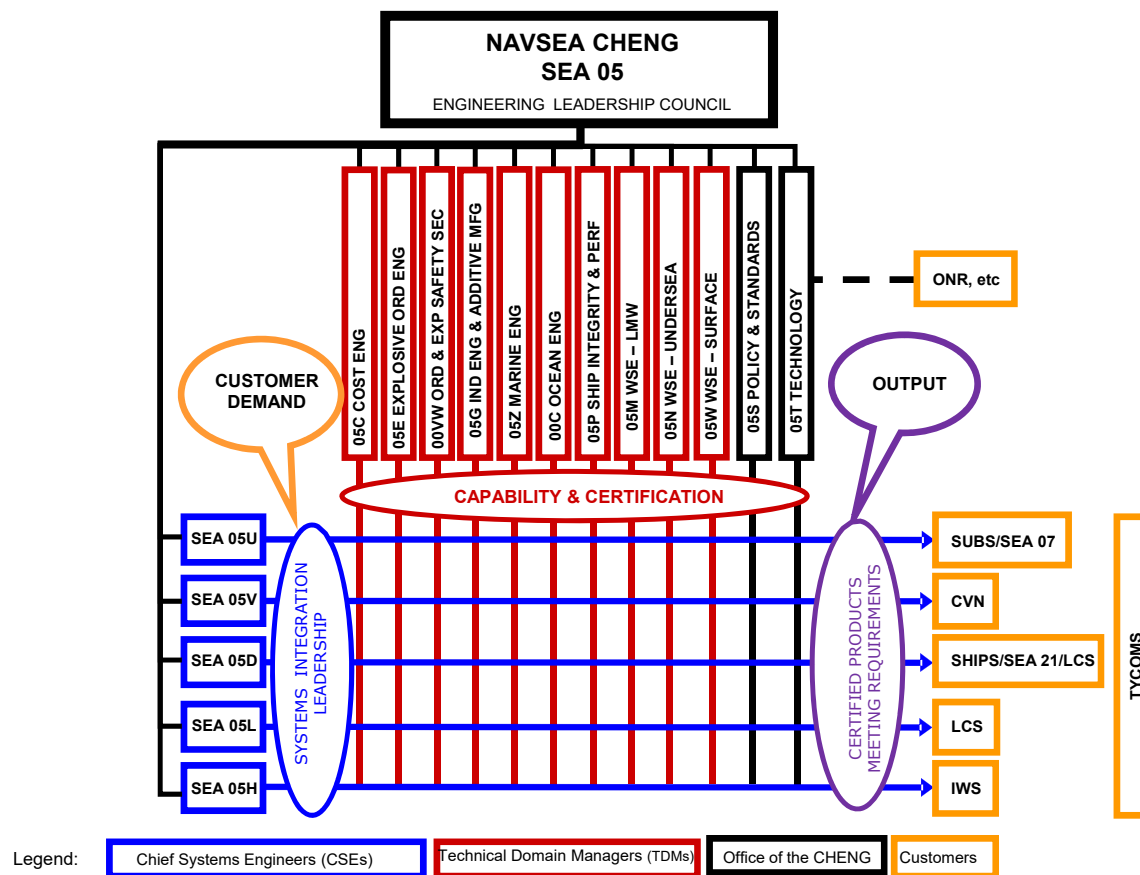 NAVSEA CHENG
SEA 05
ENGINEERING LEADERSHIP COUNCIL
05C COST ENG
05E EXPLOSIVE ORD ENG
00VW ORD & EXP SAFETY SEC
05G IND ENG & ADDITIVE MFG
05Z MARINE ENG
00C OCEAN ENG
05P SHIP INTEGRITY & PERF
05M WSE – LMW
05N WSE – UNDERSEA
05W WSE – SURFACE
05S POLICY & STANDARDS
05T TECHNOLOGY
ONR, etc
CUSTOMER
DEMAND
OUTPUT
CAPABILITY & CERTIFICATION
SEA 05U
SEA 05V
SEA 05D
SEA 05L
SEA 05H
SYSTEMS INTEGRATION
LEADERSHIP
CERTIFIED PRODUCTS
MEETING REQUIREMENTS
SUBS/SEA 07
CVN
SHIPS/SEA 21/LCS
LCS
IWS
TYCOMS
Legend:
Chief Systems Engineers (CSEs)
Technical Domain Managers (TDMs)
Office of the CHENG
Customers